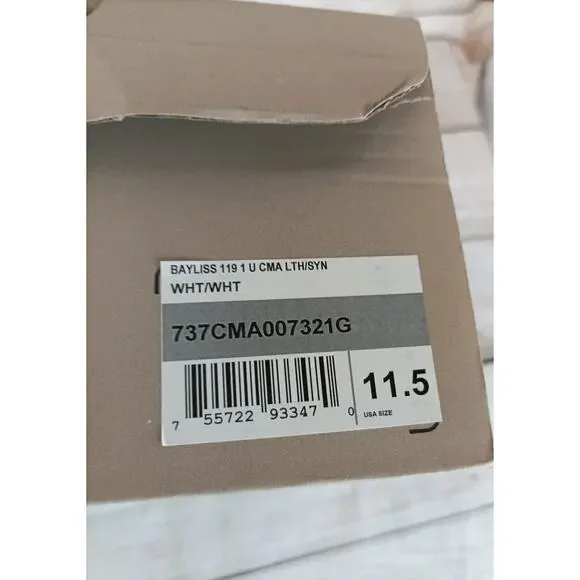 BAYLISS 119 1 U CMA LTH/SYN
WHT/WHT
737CMA007321G
7 55722 93347 0
11.5
USA SIZE